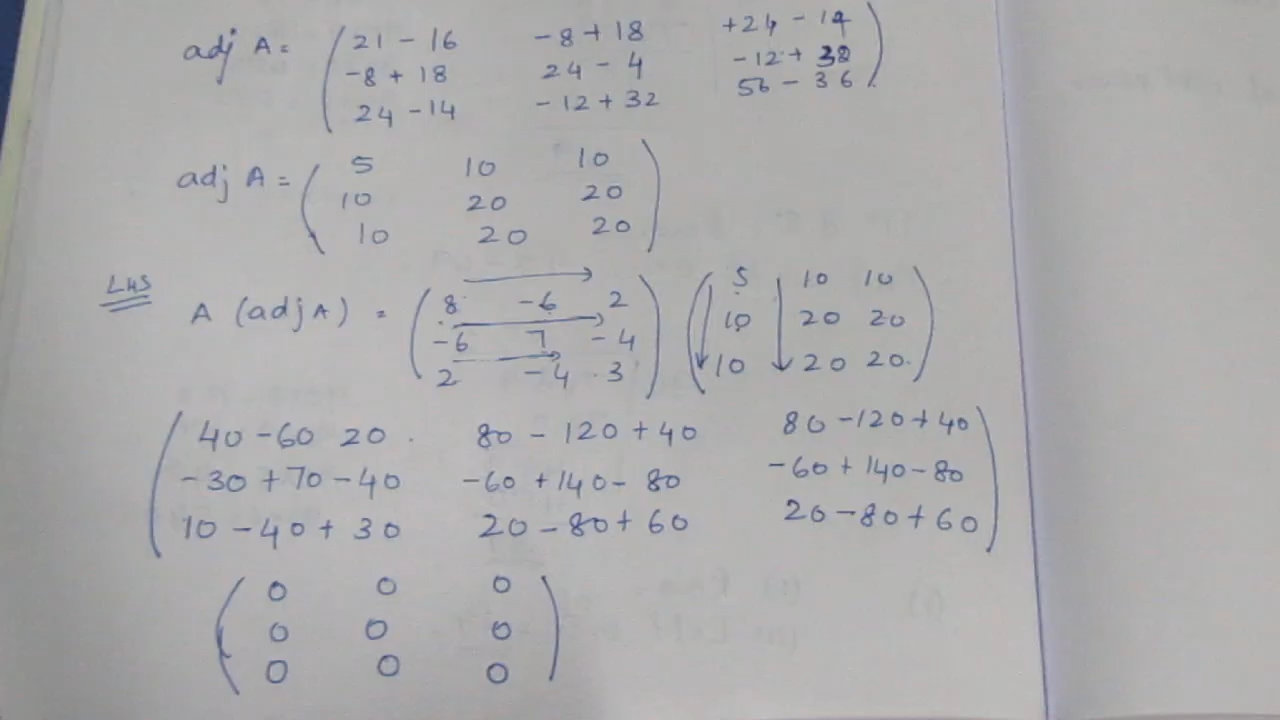 adj A = ( 21 - 16 -8 + 18 +24 - 14 )
-8 + 18 24 - 4 -12 + 32
24 - 14 -12 + 32 56 - 36
adj A = ( 5 10 10 )
10 20 20
10 20 20
LHS
A (adj A) = ( 8 -6 2 ) ( 5 10 10 )
-6 7 -4 10 20 20
2 -4 3 10 20 20
( 40 - 60 20 80 - 120 + 40 80 - 120 + 40 )
-30 + 70 - 40 -60 + 140 - 80 -60 + 140 - 80
10 - 40 + 30 20 - 80 + 60 20 - 80 + 60
( 0 0 0 )
0 0 0
0 0 0